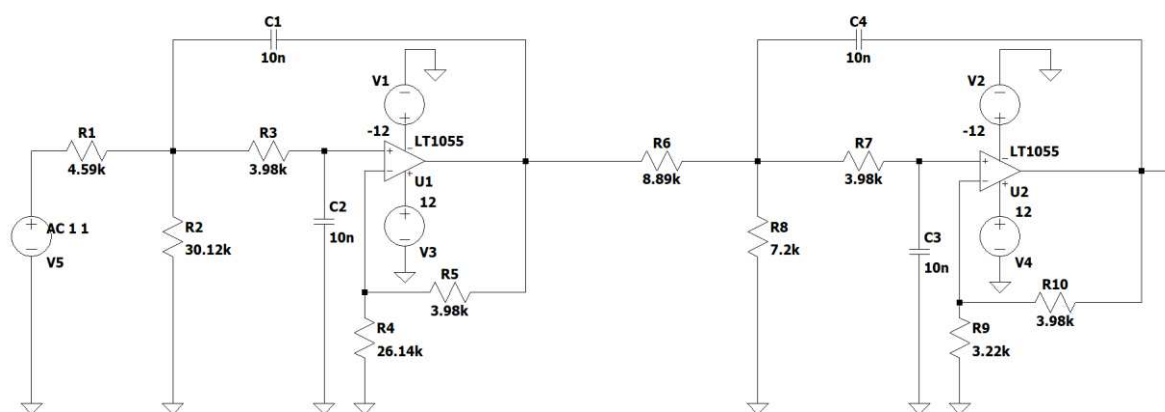 C1
10n
C4
10n
V1
V2
-12
LT1055
-12
LT1055
R1
4.59k
R3
3.98k
R6
8.89k
R7
3.98k
U1
U2
AC 1 1
V5
R2
30.12k
C2
10n
12
V3
R8
7.2k
C3
10n
12
V4
R5
3.98k
R10
3.98k
R4
26.14k
R9
3.22k